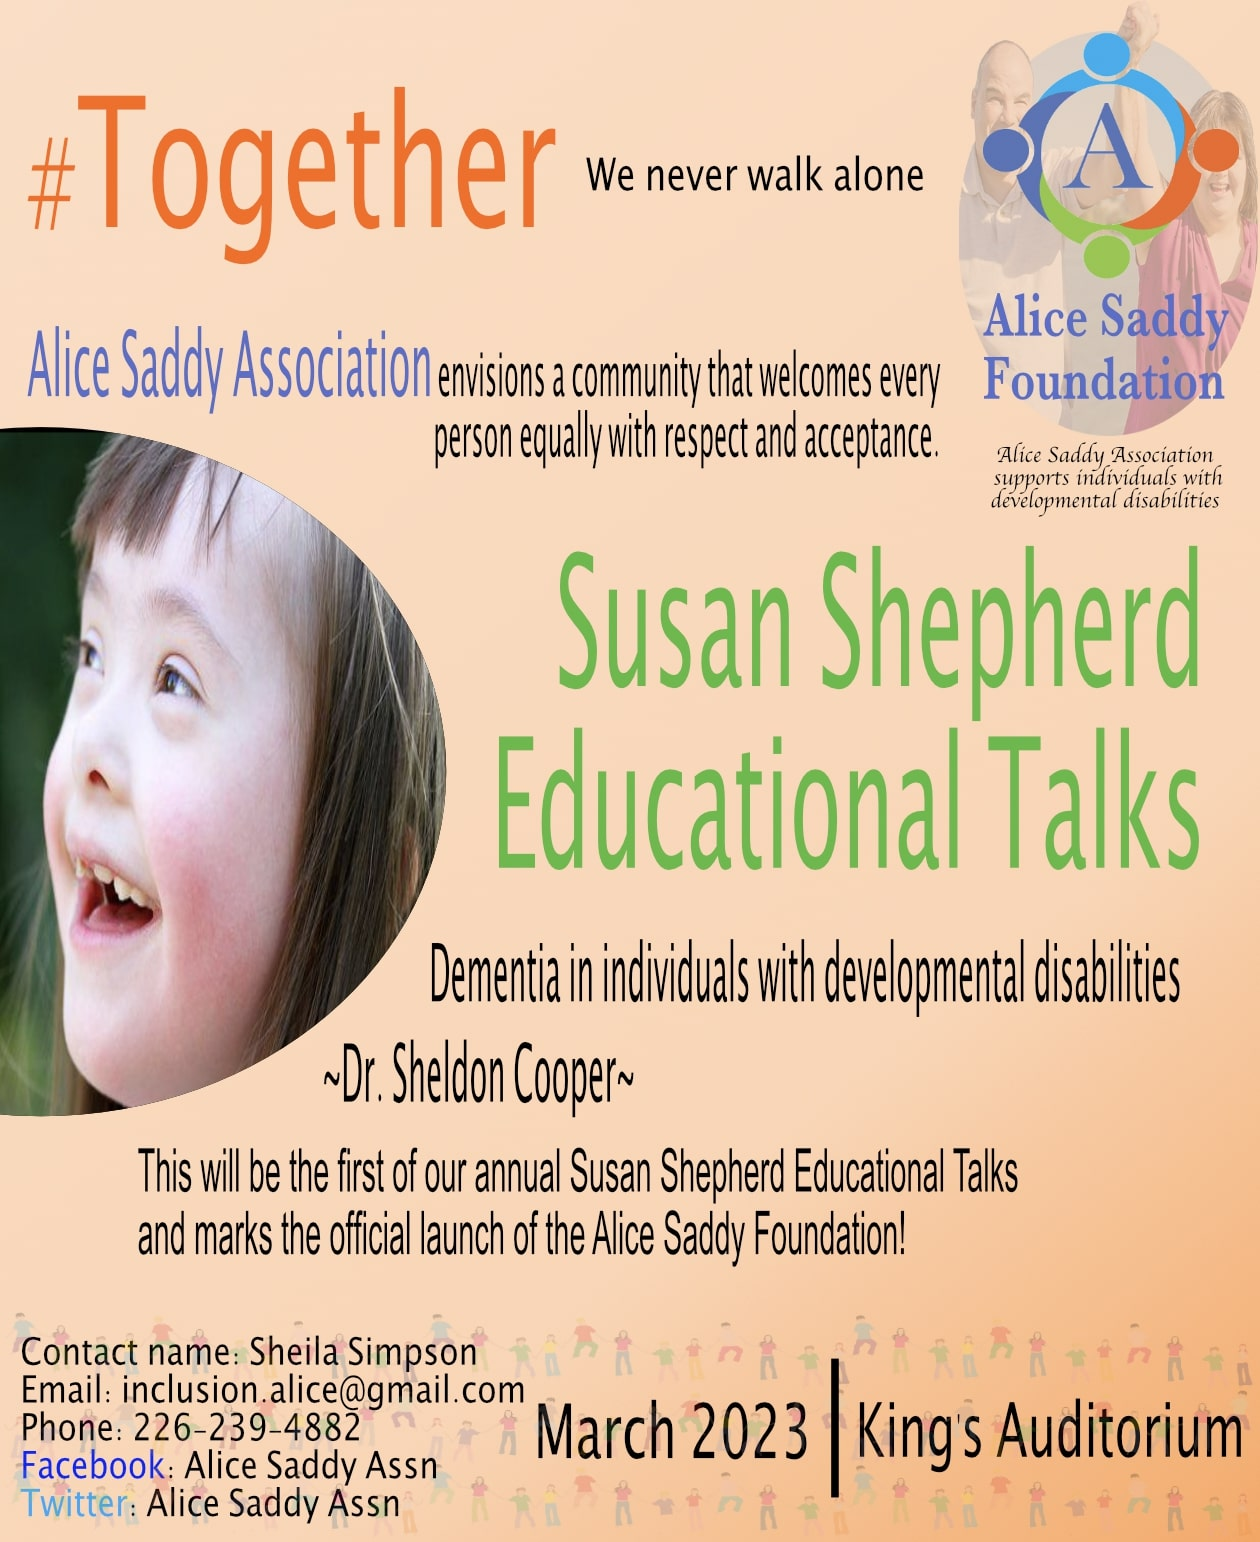 #Together
We never walk alone
A
Alice Saddy
Foundation
Alice Saddy Association
supports individuals with
developmental disabilities
Alice Saddy Association envisions a community that welcomes every
person equally with respect and acceptance.
Susan Shepherd
Educational Talks
Dementia in individuals with developmental disabilities
~Dr. Sheldon Cooper~
This will be the first of our annual Susan Shepherd Educational Talks
and marks the official launch of the Alice Saddy Foundation!
Contact name: Sheila Simpson
Email: inclusion.alice@gmail.com
Phone: 226-239-4882
Facebook: Alice Saddy Assn
Twitter: Alice Saddy Assn
March 2023 | King's Auditorium